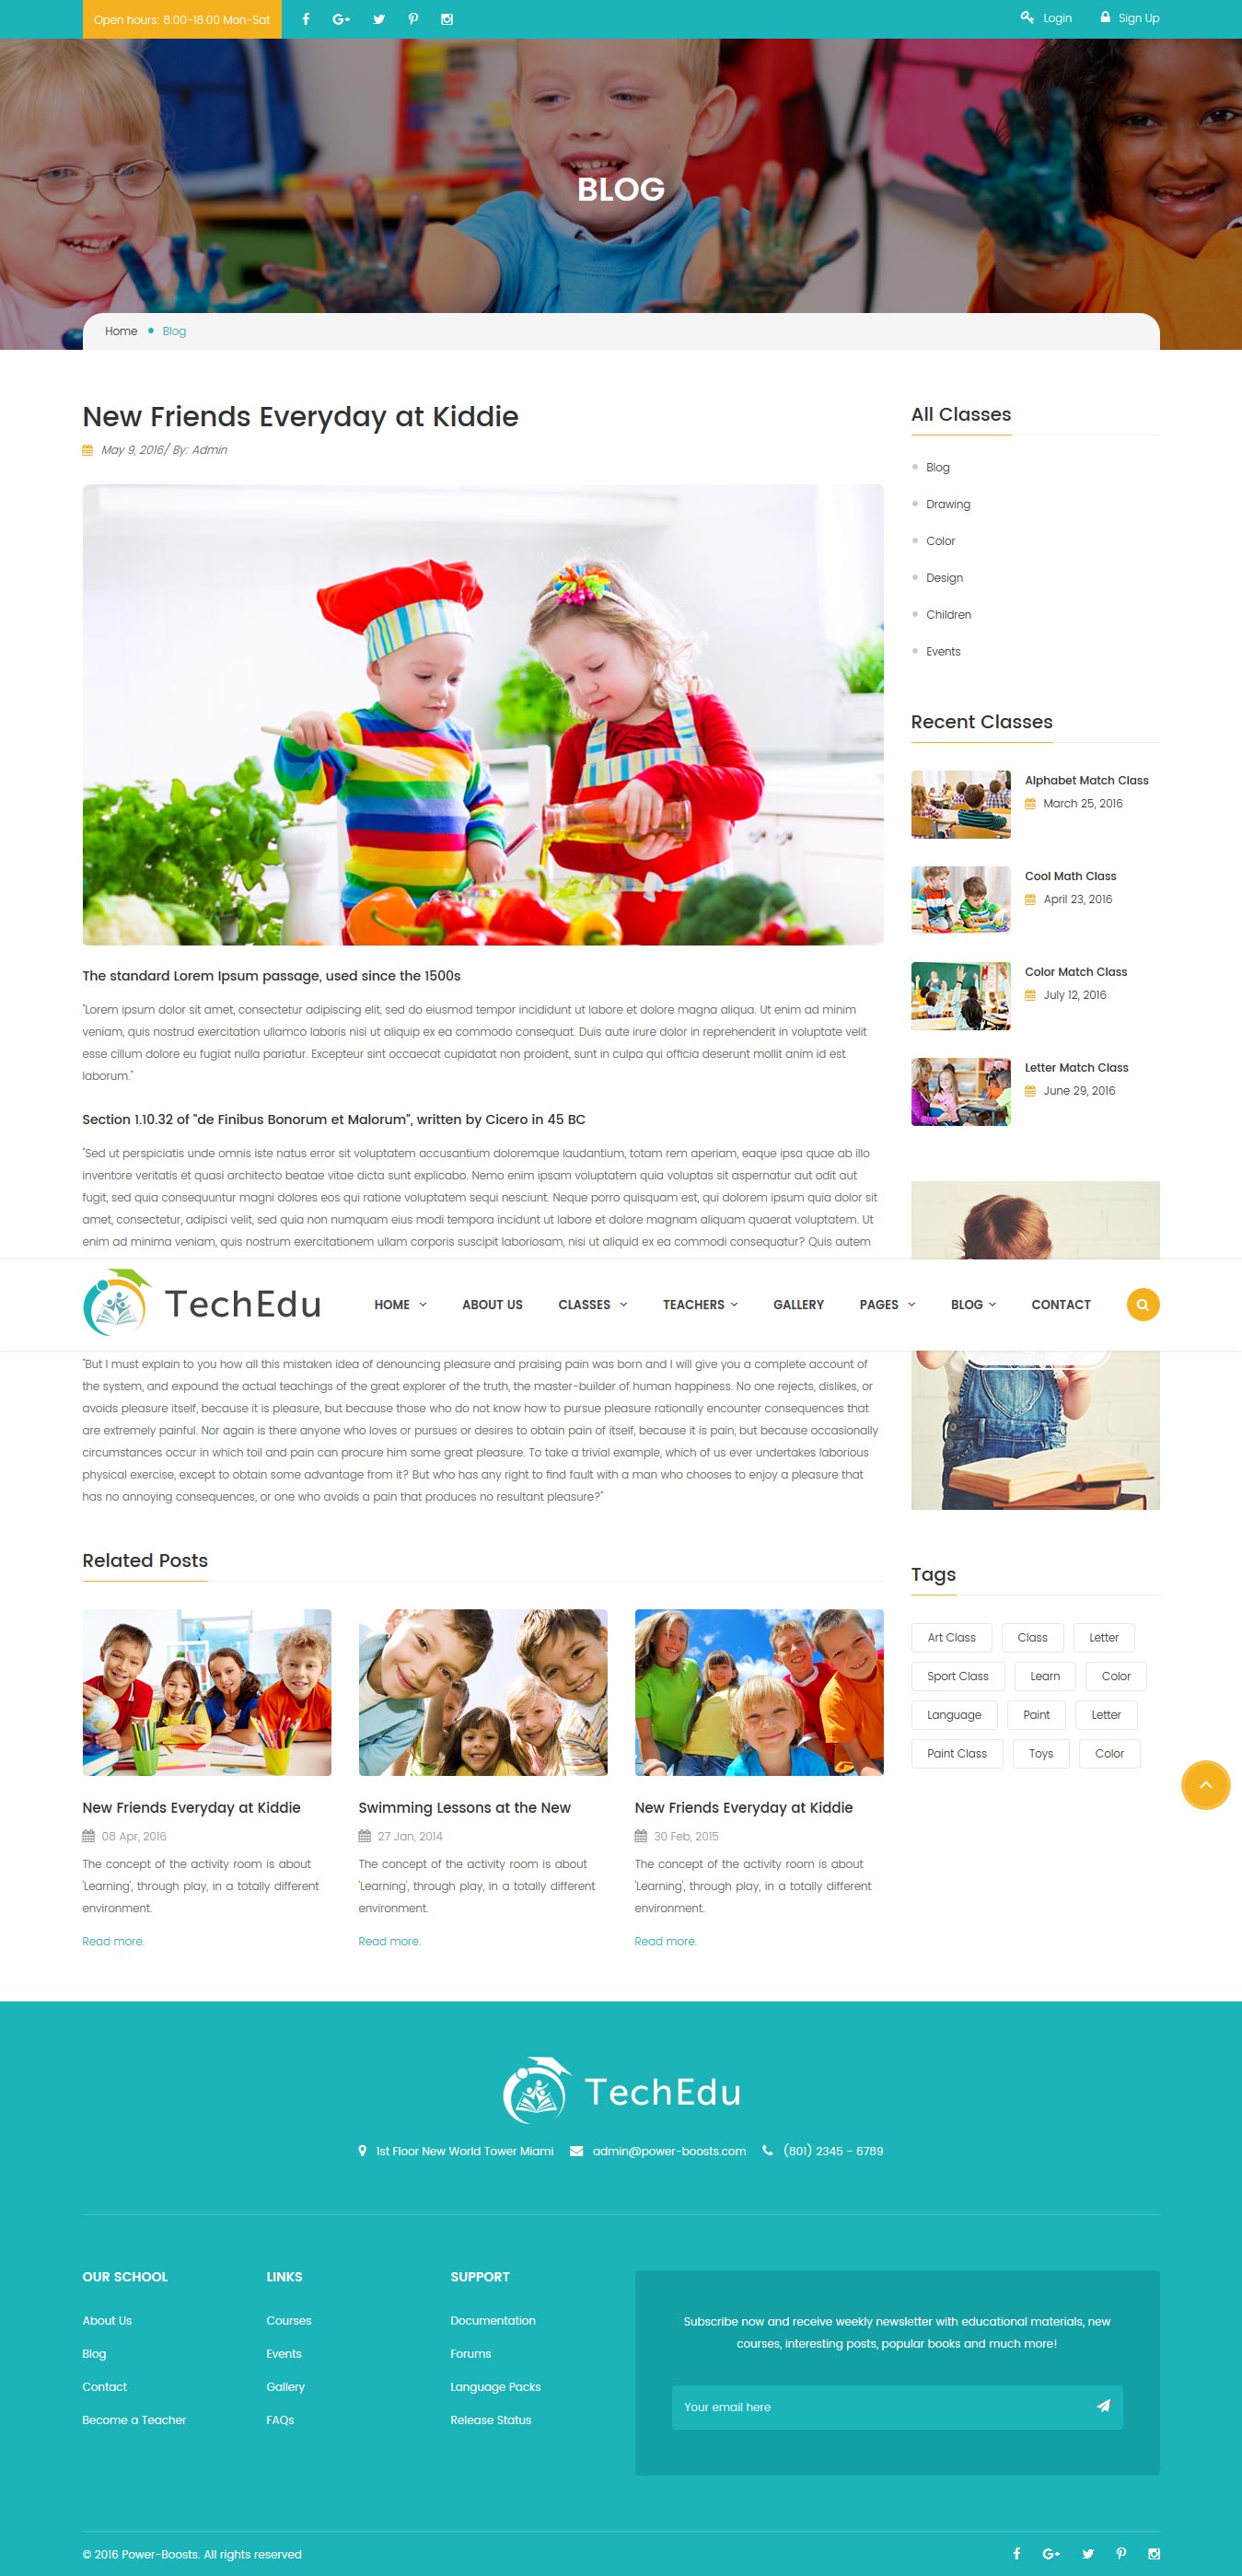 Open hours: 8.00-18.00 Mon-Sat
Login
Sign Up
BLOG
Home
Blog
New Friends Everyday at Kiddie
May 9, 2016/ By: Admin
The standard Lorem Ipsum passage, used since the 1500s
"Lorem ipsum dolor sit amet, consectetur adipiscing elit, sed do eiusmod tempor incididunt ut labore et dolore magna aliqua. Ut enim ad minim
veniam, quis nostrud exercitation ullamco laboris nisi ut aliquip ex ea commodo consequat. Duis aute irure dolor in reprehenderit in voluptate velit
esse cillum dolore eu fugiat nulla pariatur. Excepteur sint occaecat cupidatat non proident, sunt in culpa qui officia deserunt mollit anim id est
laborum."
Section 1.10.32 of "de Finibus Bonorum et Malorum", written by Cicero in 45 BC
"Sed ut perspiciatis unde omnis iste natus error sit voluptatem accusantium doloremque laudantium, totam rem aperiam, eaque ipsa quae ab illo
inventore veritatis et quasi architecto beatae vitae dicta sunt explicabo. Nemo enim ipsam voluptatem quia voluptas sit aspernatur aut odit aut
fugit, sed quia consequuntur magni dolores eos qui ratione voluptatem sequi nesciunt. Neque porro quisquam est, qui dolorem ipsum quia dolor sit
amet, consectetur, adipisci velit, sed quia non numquam eius modi tempora incidunt ut labore et dolore magnam aliquam quaerat voluptatem. Ut
enim ad minima veniam, quis nostrum exercitationem ullam corporis suscipit laboriosam, nisi ut aliquid ex ea commodi consequatur? Quis autem
TechEdu
HOME
ABOUT US
CLASSES
TEACHERS
GALLERY
PAGES
BLOG
CONTACT
"But I must explain to you how all this mistaken idea of denouncing pleasure and praising pain was born and I will give you a complete account of
the system, and expound the actual teachings of the great explorer of the truth, the master-builder of human happiness. No one rejects, dislikes, or
avoids pleasure itself, because it is pleasure, but because those who do not know how to pursue pleasure rationally encounter consequences that
are extremely painful. Nor again is there anyone who loves or pursues or desires to obtain pain of itself, because it is pain, but because occasionally
circumstances occur in which toil and pain can procure him some great pleasure. To take a trivial example, which of us ever undertakes laborious
physical exercise, except to obtain some advantage from it? But who has any right to find fault with a man who chooses to enjoy a pleasure that
has no annoying consequences, or one who avoids a pain that produces no resultant pleasure?"
Related Posts
New Friends Everyday at Kiddie
08 Apr, 2016
The concept of the activity room is about
'Learning', through play, in a totally different
environment.
Read more.
Swimming Lessons at the New
27 Jan, 2014
The concept of the activity room is about
'Learning', through play, in a totally different
environment.
Read more.
New Friends Everyday at Kiddie
30 Feb, 2015
The concept of the activity room is about
'Learning', through play, in a totally different
environment.
Read more.
All Classes
Blog
Drawing
Color
Design
Children
Events
Recent Classes
Alphabet Match Class
March 25, 2016
Cool Math Class
April 23, 2016
Color Match Class
July 12, 2016
Letter Match Class
June 29, 2016
Tags
Art Class
Class
Letter
Sport Class
Learn
Color
Language
Paint
Letter
Paint Class
Toys
Color
TechEdu
1st Floor New World Tower Miami
admin@power-boosts.com
(801) 2345 - 6789
OUR SCHOOL
About Us
Blog
Contact
Become a Teacher
LINKS
Courses
Events
Gallery
FAQs
SUPPORT
Documentation
Forums
Language Packs
Release Status
Subscribe now and receive weekly newsletter with educational materials, new
courses, interesting posts, popular books and much more!
Your email here
© 2016 Power-Boosts. All rights reserved